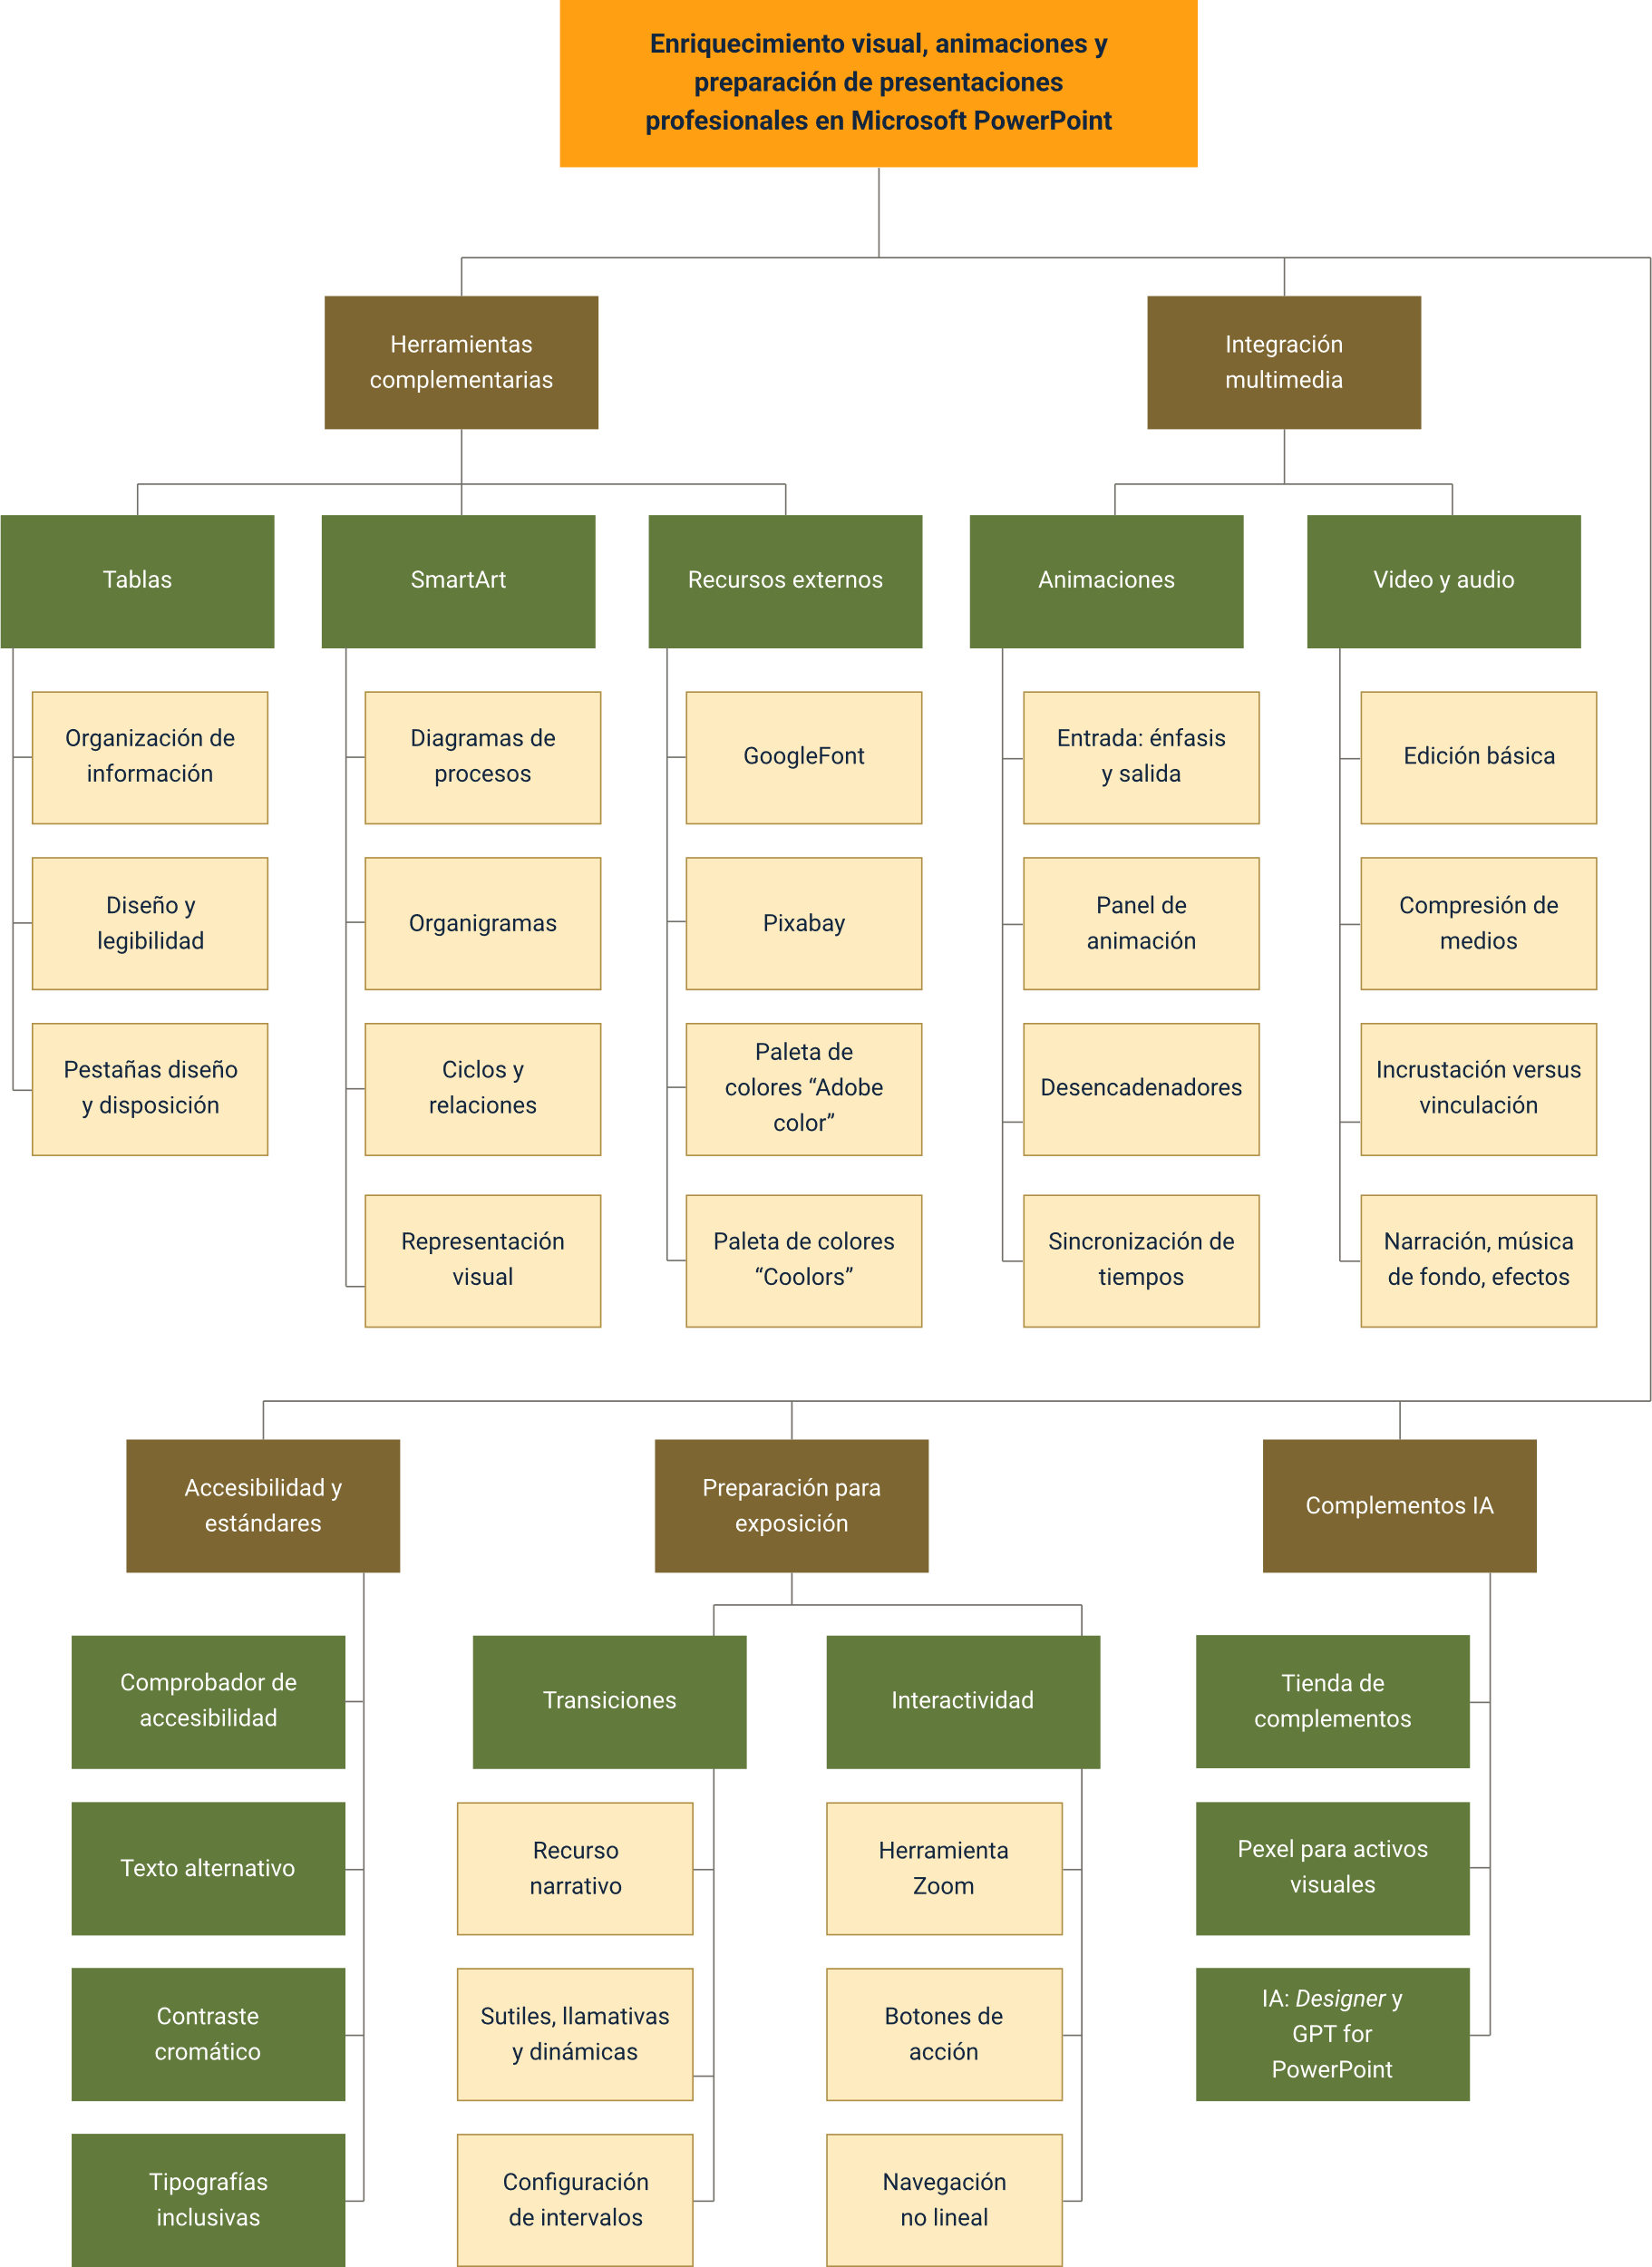 Enriquecimiento visual, animaciones y
preparación de presentaciones
profesionales en Microsoft PowerPoint
Herramientas
complementarias
Integración
multimedia
Tablas
SmartArt
Recursos externos
Animaciones
Video y audio
Organización de
información
Diseño y
legibilidad
Pestañas diseño
y disposición
Diagramas de
procesos
Organigramas
Ciclos y
relaciones
Representación
visual
GoogleFont
Pixabay
Paleta de
colores “Adobe
color”
Paleta de colores
“Coolors”
Entrada: énfasis
y salida
Panel de
animación
Desencadenadores
Sincronización de
tiempos
Edición básica
Compresión de
medios
Incrustación versus
vinculación
Narración, música
de fondo, efectos
Accesibilidad y
estándares
Preparación para
exposición
Complementos IA
Comprobador de
accesibilidad
Texto alternativo
Contraste
cromático
Tipografías
inclusivas
Transiciones
Recurso
narrativo
Sutiles, llamativas
y dinámicas
Configuración
de intervalos
Interactividad
Herramienta
Zoom
Botones de
acción
Navegación
no lineal
Tienda de
complementos
Pexel para activos
visuales
IA: Designer y
GPT for
PowerPoint